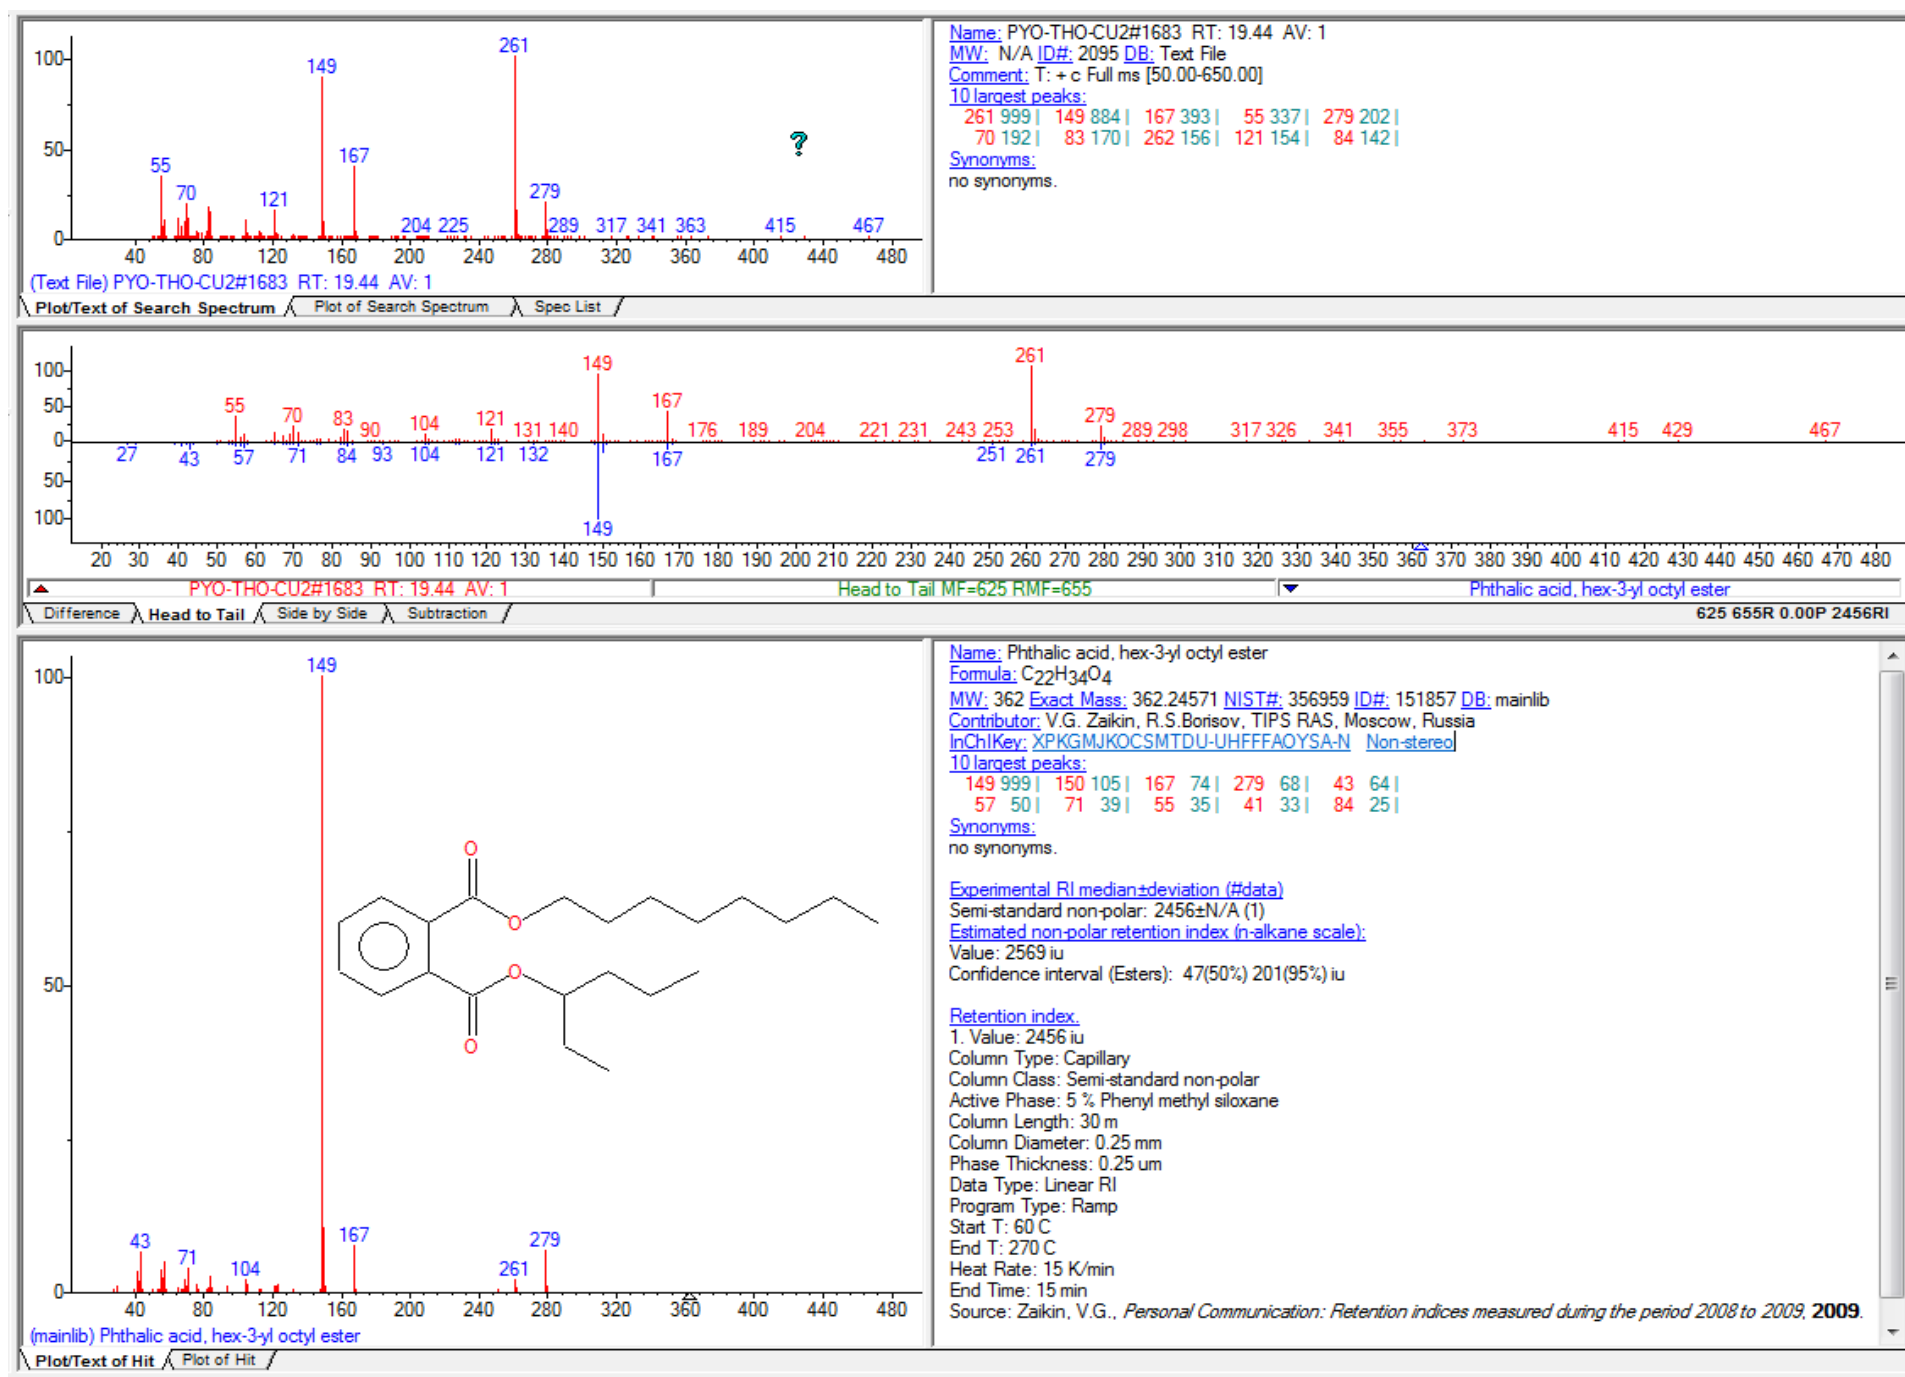 Name: PYO-THO-CU2#1683 RT: 19.44 AV: 1
MW: N/A ID#: 2095 DB: Text File
Comment: T: + c Full ms [50.00-650.00]
10 largest peaks:
261 999 | 149 884 | 167 393 | 55 337 | 279 202 |
70 192 | 83 170 | 262 156 | 121 154 | 84 142 |
Synonyms:
no synonyms.
100
50
0
261
149
167
55
70
121
279
204 225 289 317 341 363 415 467
?
40 80 120 160 200 240 280 320 360 400 440 480
(Text File) PYO-THO-CU2#1683 RT: 19.44 AV: 1
Plot/Text of Search Spectrum
Plot of Search Spectrum
Spec List
100
50
0
50
100
261
149
167
55 70 83 90 104 121 131 140 176 189 204 221 231 243 253 279 289 298 317 326 341 355 373 415 429 467
27 43 57 71 84 93 104 121 132 167 251 261 279
149
20 30 40 50 60 70 80 90 100 110 120 130 140 150 160 170 180 190 200 210 220 230 240 250 260 270 280 290 300 310 320 330 340 350 360 370 380 390 400 410 420 430 440 450 460 470 480
PYO-THO-CU2#1683 RT: 19.44 AV: 1
Head to Tail MF=625 RMF=655
Phthalic acid, hex-3-yl octyl ester
Difference
Head to Tail
Side by Side
Subtraction
625 655R 0.00P 2456RI
100
50
0
149
43
71
104
167
261
279
O
O
O
O
40 80 120 160 200 240 280 320 360 400 440 480
(mainlib) Phthalic acid, hex-3-yl octyl ester
Plot/Text of Hit
Plot of Hit
Name: Phthalic acid, hex-3-yl octyl ester
Formula: C22H34O4
MW: 362 Exact Mass: 362.24571 NIST#: 356959 ID#: 151857 DB: mainlib
Contributor: V.G. Zaikin, R.S.Borisov, TIPS RAS, Moscow, Russia
InChIKey: XPKGMJKOCSMTDU-UHFFFAOYSA-N Non-stereo
10 largest peaks:
149 999 | 150 105 | 167 74 | 279 68 | 43 64 |
57 50 | 71 39 | 55 35 | 41 33 | 84 25 |
Synonyms:
no synonyms.
Experimental RI median±deviation (#data)
Semi-standard non-polar: 2456±N/A (1)
Estimated non-polar retention index (n-alkane scale):
Value: 2569 iu
Confidence interval (Esters): 47(50%) 201(95%) iu
Retention index.
1. Value: 2456 iu
Column Type: Capillary
Column Class: Semi-standard non-polar
Active Phase: 5 % Phenyl methyl siloxane
Column Length: 30 m
Column Diameter: 0.25 mm
Phase Thickness: 0.25 um
Data Type: Linear RI
Program Type: Ramp
Start T: 60 C
End T: 270 C
Heat Rate: 15 K/min
End Time: 15 min
Source: Zaikin, V.G., Personal Communication: Retention indices measured during the period 2008 to 2009, 2009.